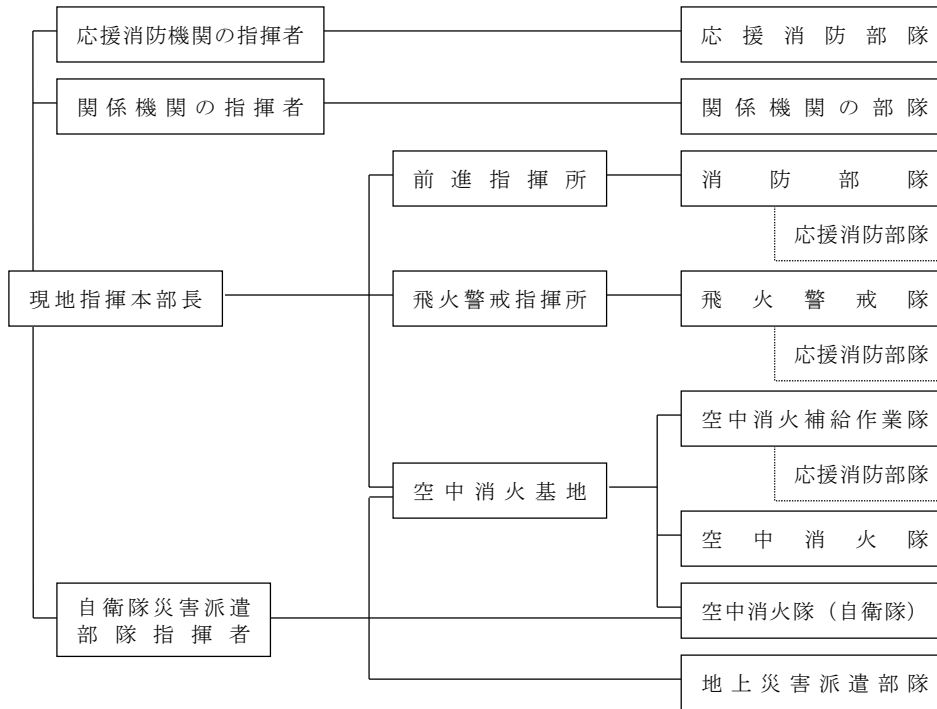 応援消防機関の指揮者
応援消防部隊
関係機関の指揮者
関係機関の部隊
前進指揮所
消防部隊
応援消防部隊
現地指揮本部長
飛火警戒指揮所
飛火警戒隊
応援消防部隊
空中消火補給作業隊
空中消火基地
応援消防部隊
空中消火隊
自衛隊災害派遣
部隊指揮者
空中消火隊（自衛隊）
地上災害派遣部隊